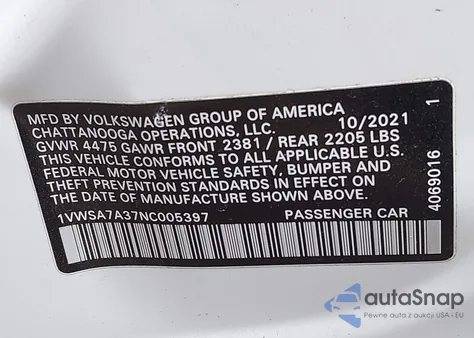 MFD BY VOLKSWAGEN GROUP OF AMERICA
CHATTANOOGA OPERATIONS, LLC. 10/2021
GVWR 4475 GAWR FRONT 2381 / REAR 2205 LBS
THIS VEHICLE CONFORMS TO ALL APPLICABLE
FEDERAL MOTOR VEHICLE SAFETY, BUMPER AND
THEFT PREVENTION STANDARDS IN EFFECT ON
THE DATE OF MANUFACTURE SHOWN ABOVE.
1VWSA7A37NC005397 PASSENGER CAR
4069016 1
autaSnap
Pewne auta z aukcji USA i EU